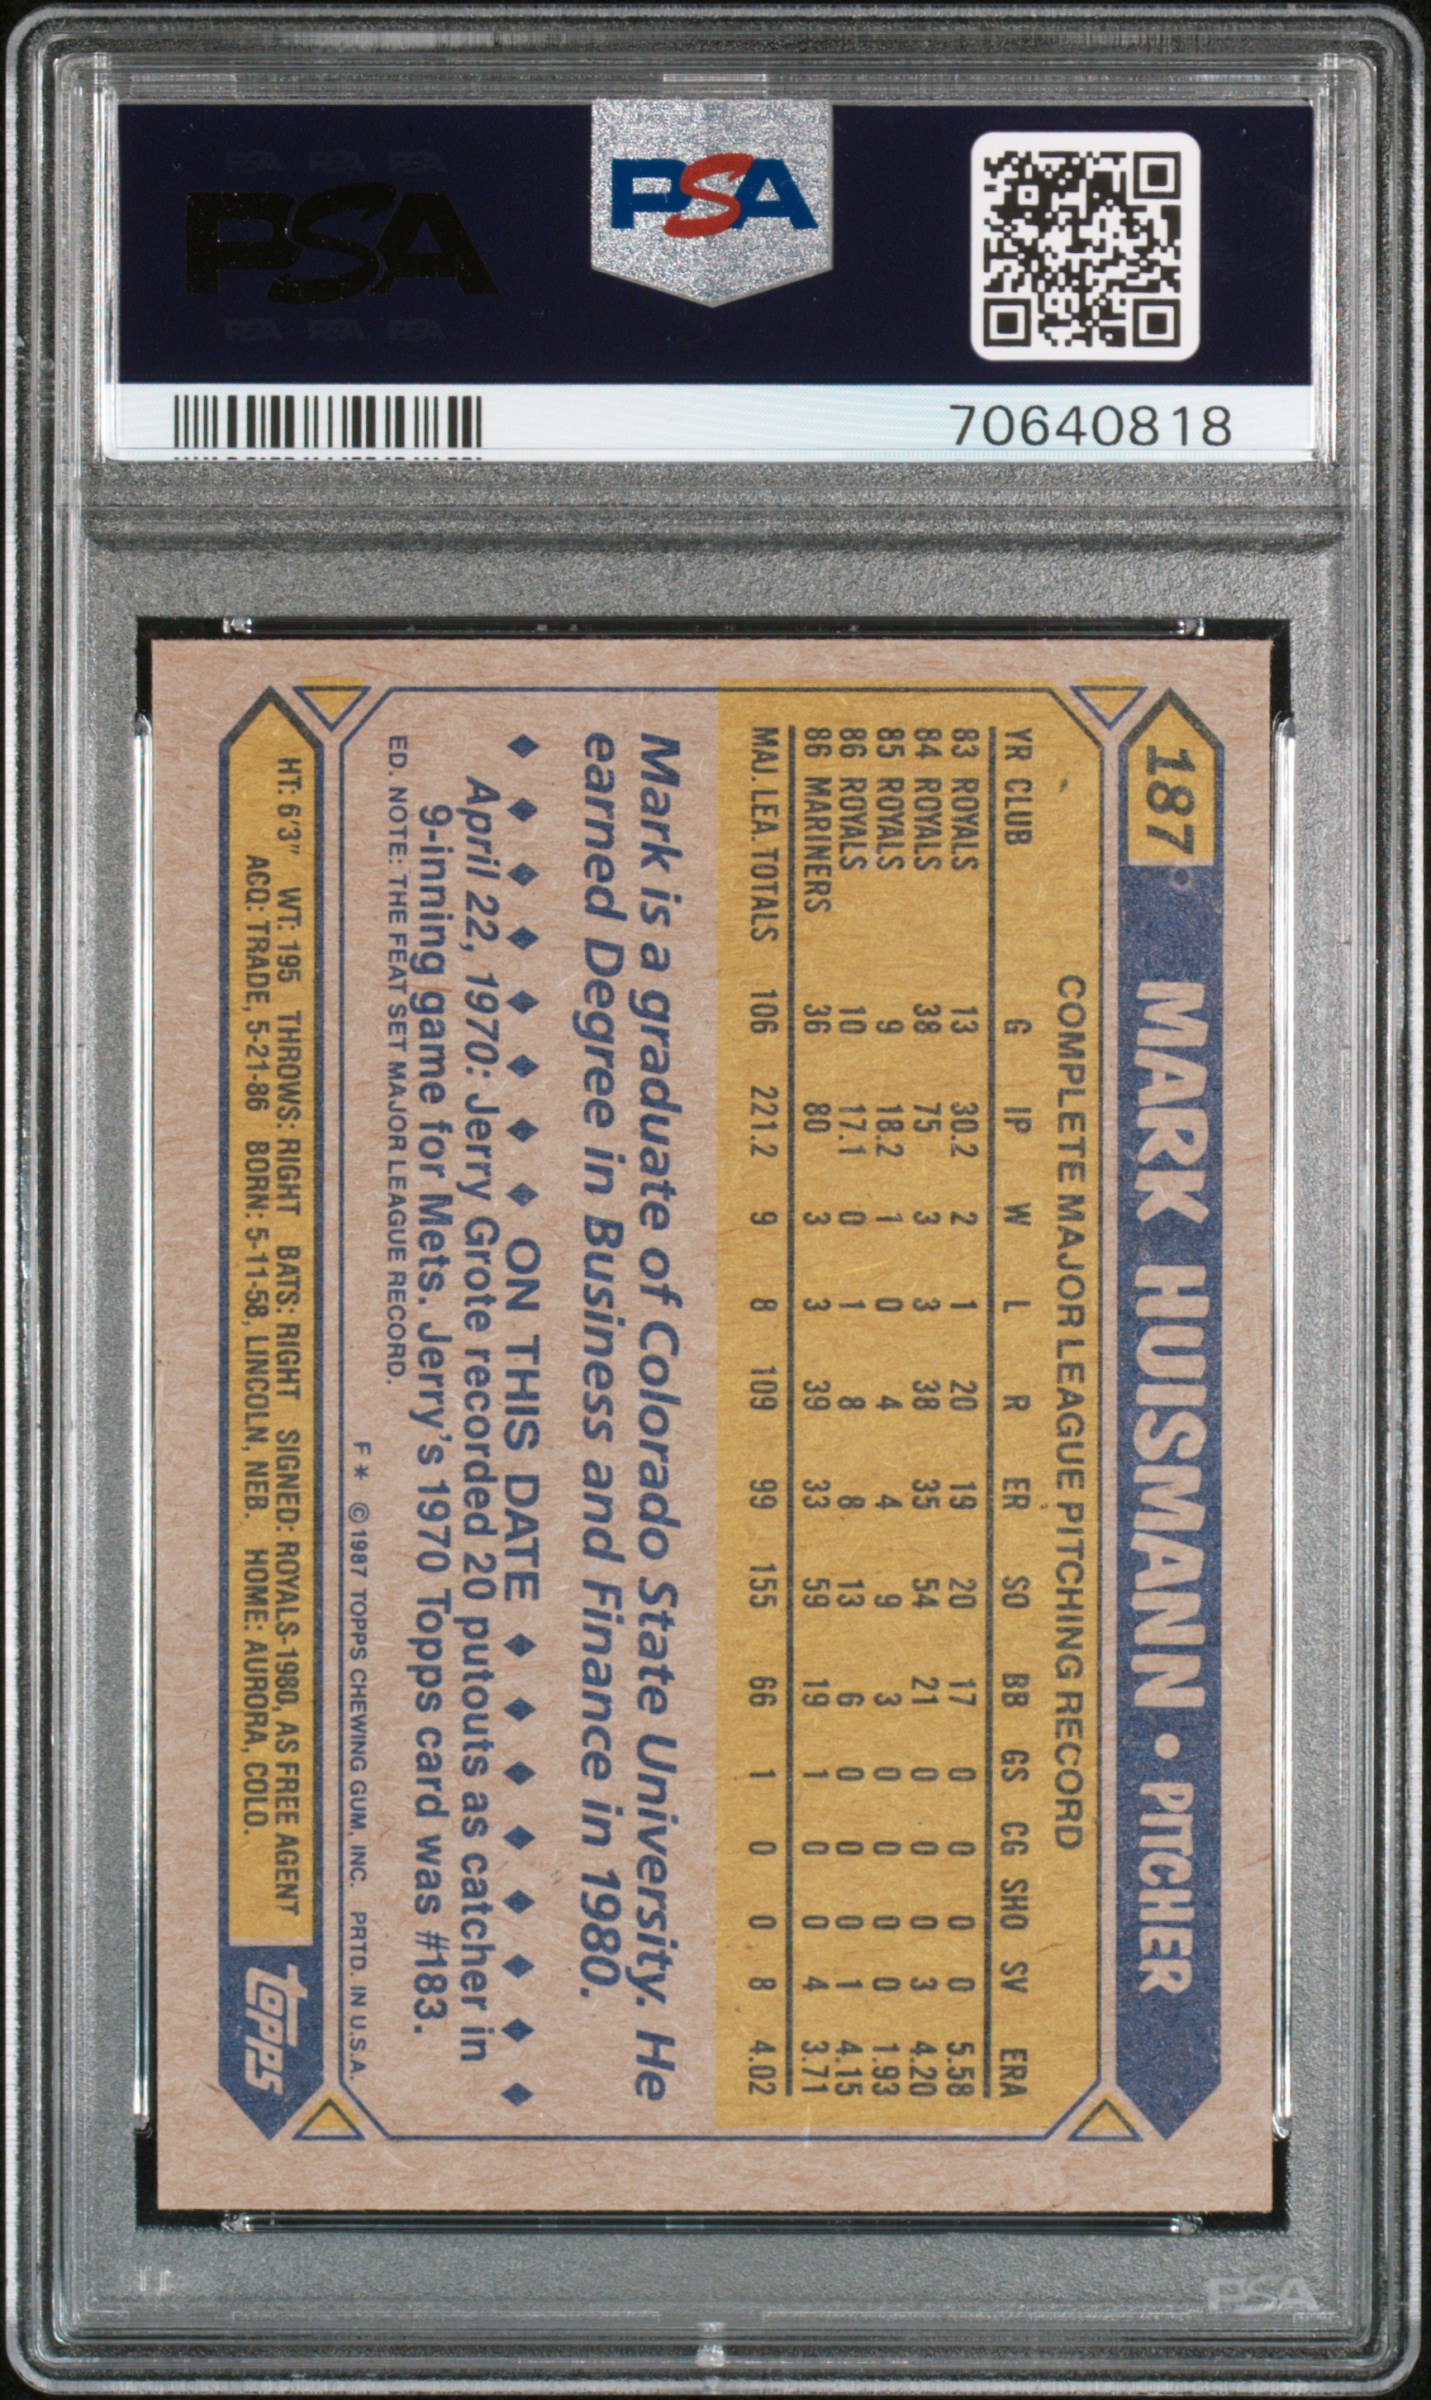 PSA PSA PSA
PSA
PSA PSA PSA
PSA
70640818
187 MARK HUISMANN • PITCHER
COMPLETE MAJOR LEAGUE PITCHING RECORD
YR CLUB G IP W L R ER SO BB GS CG SHO SV ERA
83 ROYALS 13 30.2 2 1 20 19 20 17 0 0 0 0 5.58
84 ROYALS 38 75 3 3 38 35 54 21 0 0 0 3 4.20
85 ROYALS 9 18.2 1 0 4 4 9 3 0 0 0 0 1.93
86 ROYALS 10 17.1 0 1 8 8 13 6 0 0 0 1 4.15
86 MARINERS 36 80 3 3 39 33 59 19 1 0 0 4 3.71
MAJ. LEA. TOTALS 106 221.2 9 8 109 99 155 66 1 0 0 8 4.02
Mark is a graduate of Colorado State University. He
earned Degree in Business and Finance in 1980.
♦ ♦ ♦ ♦ ♦ ♦ ♦ ♦ ON THIS DATE ♦ ♦ ♦ ♦ ♦ ♦ ♦ ♦
April 22, 1970: Jerry Grote recorded 20 putouts as catcher in
9-inning game for Mets. Jerry's 1970 Topps card was #183.
ED. NOTE: THE FEAT SET MAJOR LEAGUE RECORD.
F* © 1987 TOPPS CHEWING GUM, INC. PRTD. IN U.S.A.
HT: 6'3" WT: 195 THROWS: RIGHT BATS: RIGHT SIGNED: ROYALS-1980, AS FREE AGENT
ACQ: TRADE, 5-21-86 BORN: 5-11-58, LINCOLN, NEB. HOME: AURORA, COLO.
topps
PSA